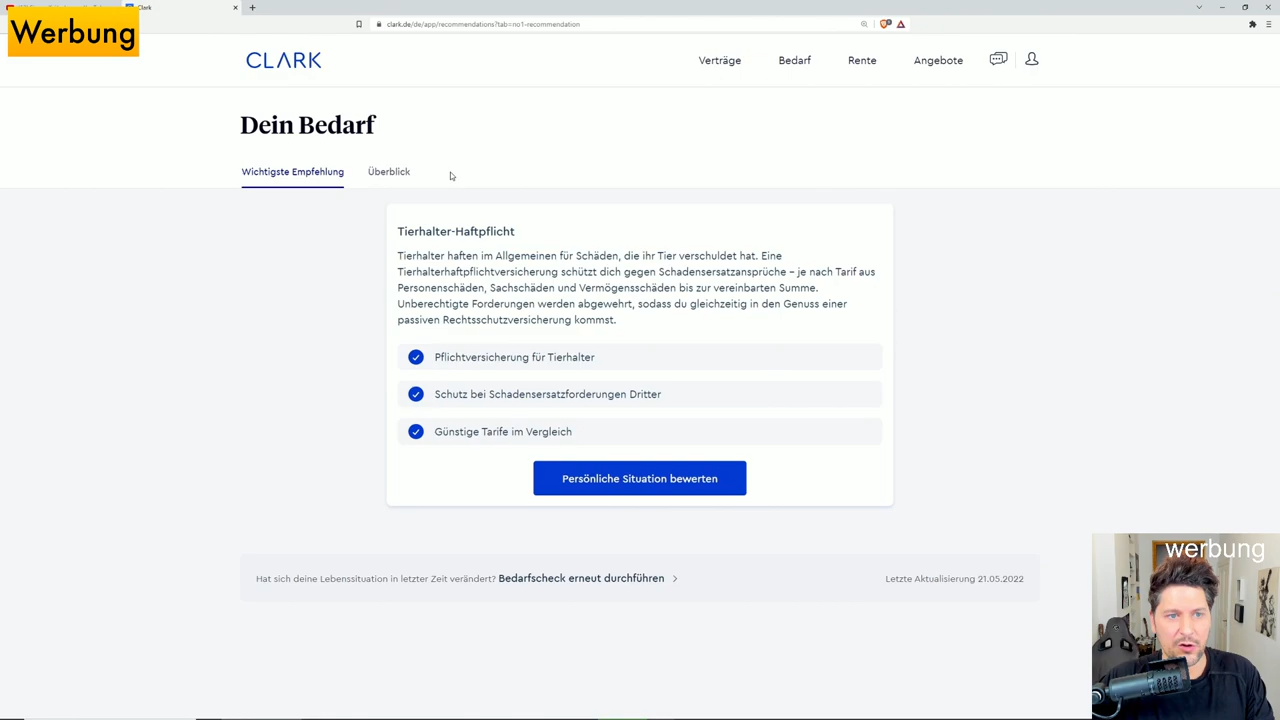 Clark
Werbung
clark.de/de/app/recommendations?tab=no1-recommendation
CLARK
Verträge
Bedarf
Rente
Angebote
Dein Bedarf
Wichtigste Empfehlung
Überblick
Tierhalter-Haftpflicht
Tierhalter haften im Allgemeinen für Schäden, die ihr Tier verschuldet hat. Eine
Tierhalterhaftpflichtversicherung schützt dich gegen Schadensersatzansprüche – je nach Tarif aus
Personenschäden, Sachschäden und Vermögensschäden bis zur vereinbarten Summe.
Unberechtigte Forderungen werden abgewehrt, sodass du gleichzeitig in den Genuss einer
passiven Rechtsschutzversicherung kommst.
Pflichtversicherung für Tierhalter
Schutz bei Schadensersatzforderungen Dritter
Günstige Tarife im Vergleich
Persönliche Situation bewerten
Hat sich deine Lebenssituation in letzter Zeit verändert? Bedarfscheck erneut durchführen
Letzte Aktualisierung 21.05.2022
werbung